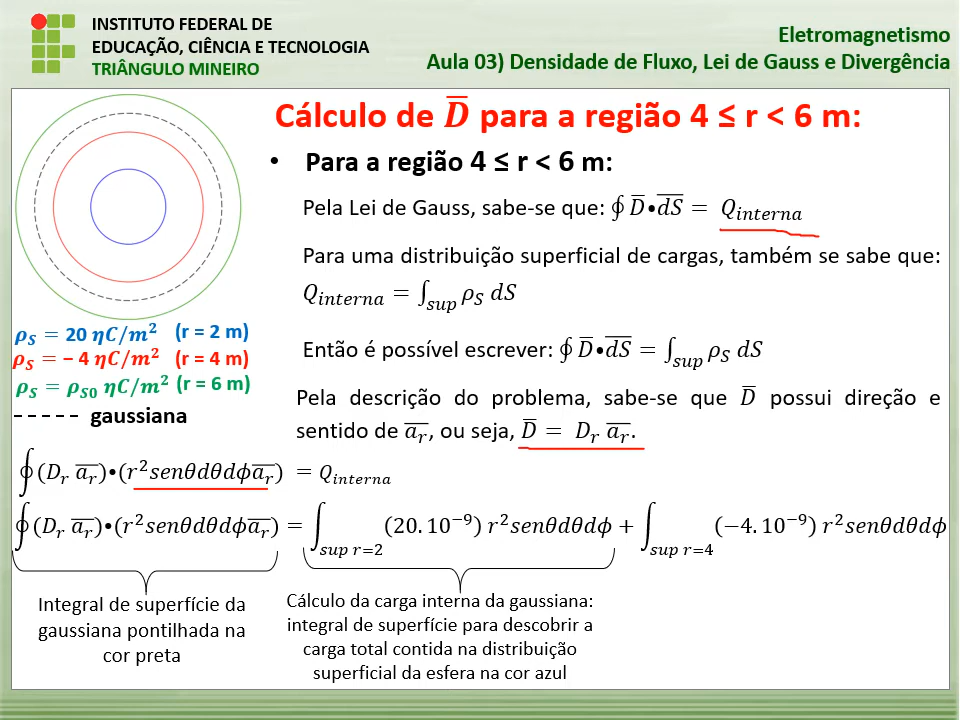 INSTITUTO FEDERAL DE
EDUCAÇÃO, CIÊNCIA E TECNOLOGIA
TRIÂNGULO MINEIRO
Eletromagnetismo
Aula 03) Densidade de Fluxo, Lei de Gauss e Divergência
Cálculo de D̅ para a região 4 ≤ r < 6 m:
• Para a região 4 ≤ r < 6 m:
Pela Lei de Gauss, sabe-se que: ∮ D̅•d̅S̅ = Q_interna
Para uma distribuição superficial de cargas, também se sabe que:
Q_interna = ∫_sup ρ_S dS
Então é possível escrever: ∮ D̅•d̅S̅ = ∫_sup ρ_S dS
Pela descrição do problema, sabe-se que D̅ possui direção e
sentido de a̅_r̅, ou seja, D̅ = D_r a̅_r̅.
ρ_S = 20 ηC/m² (r = 2 m)
ρ_S = − 4 ηC/m² (r = 4 m)
ρ_S = ρ_S0 ηC/m² (r = 6 m)
gaussiana
∮(D_r a̅_r̅)•(r²senθdθdϕa̅_r̅) = Q_interna
∮(D_r a̅_r̅)•(r²senθdθdϕa̅_r̅) = ∫_sup r=2 (20.10⁻⁹) r²senθdθdϕ + ∫_sup r=4 (−4.10⁻⁹) r²senθdθdϕ
Integral de superfície da
gaussiana pontilhada na
cor preta
Cálculo da carga interna da gaussiana:
integral de superfície para descobrir a
carga total contida na distribuição
superficial da esfera na cor azul